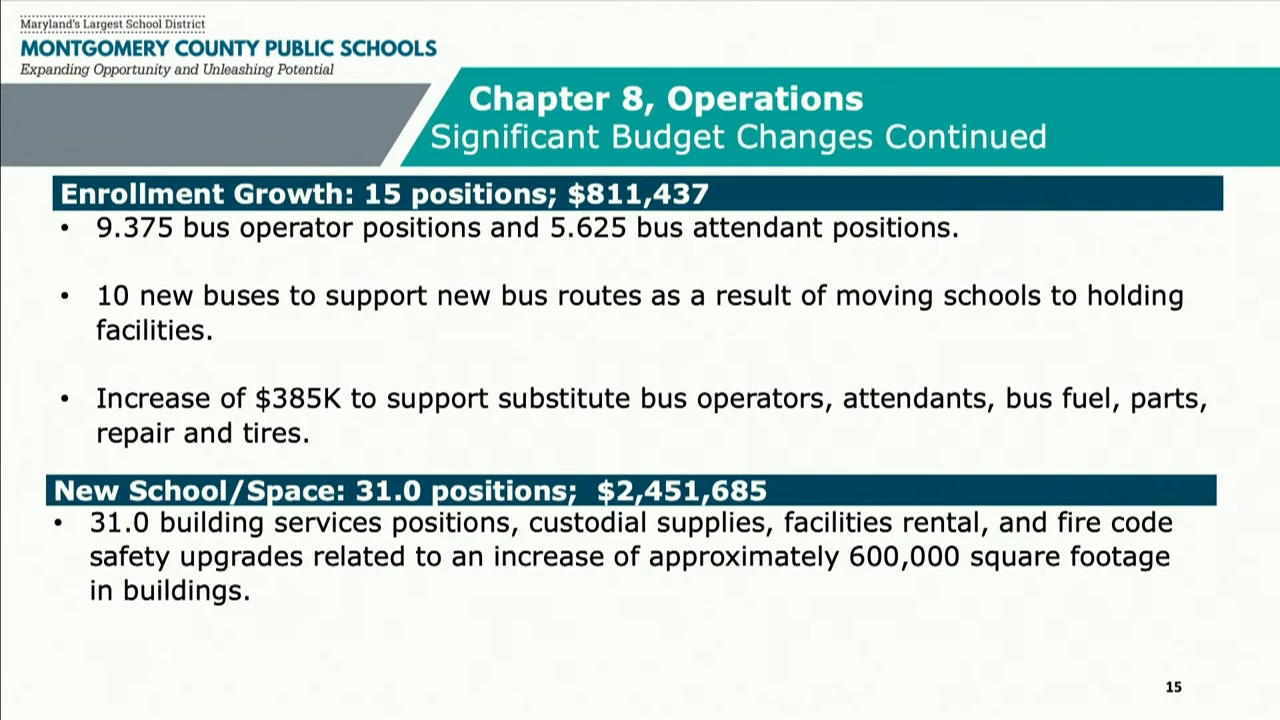 Maryland's Largest School District
MONTGOMERY COUNTY PUBLIC SCHOOLS
Expanding Opportunity and Unleashing Potential
Chapter 8, Operations
Significant Budget Changes Continued
Enrollment Growth: 15 positions; $811,437
• 9.375 bus operator positions and 5.625 bus attendant positions.
• 10 new buses to support new bus routes as a result of moving schools to holding
facilities.
• Increase of $385K to support substitute bus operators, attendants, bus fuel, parts,
repair and tires.
New School/Space: 31.0 positions; $2,451,685
• 31.0 building services positions, custodial supplies, facilities rental, and fire code
safety upgrades related to an increase of approximately 600,000 square footage
in buildings.
15